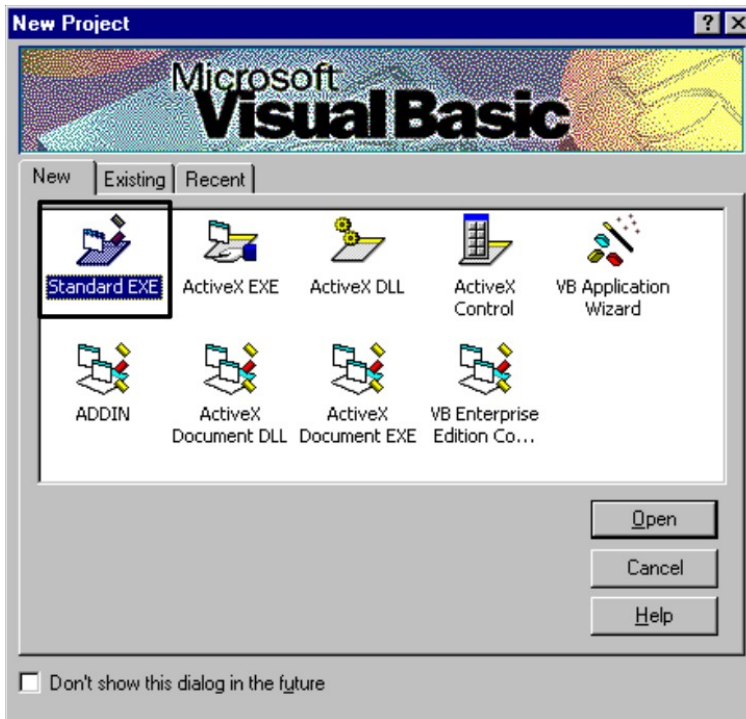 New Project
Microsoft
Visual Basic
New Existing Recent
Standard EXE ActiveX EXE ActiveX DLL ActiveX Control VB Application Wizard
ADDIN ActiveX Document DLL ActiveX Document EXE VB Enterprise Edition Co...
Open
Cancel
Help
Don't show this dialog in the future